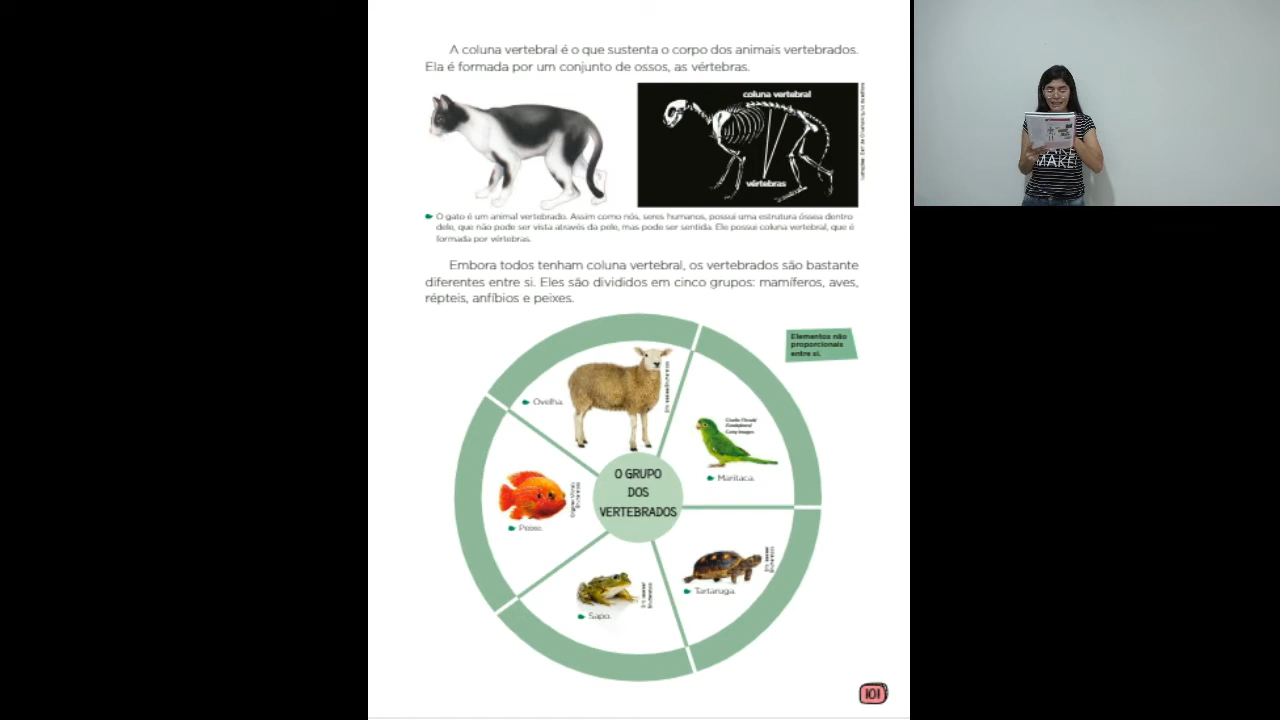 A coluna vertebral é o que sustenta o corpo dos animais vertebrados.
Ela é formada por um conjunto de ossos, as vértebras.
coluna vertebral
vértebras
O gato é um animal vertebrado. Assim como nós, seres humanos, possui uma estrutura óssea dentro
dele, que não pode ser vista através da pele, mas pode ser sentida. Ele possui coluna vertebral, que é
formada por vértebras.
Embora todos tenham coluna vertebral, os vertebrados são bastante
diferentes entre si. Eles são divididos em cinco grupos: mamíferos, aves,
répteis, anfíbios e peixes.
Elementos não
proporcionais
entre si.
Ovelha.
Maritaca.
O GRUPO
DOS
VERTEBRADOS
Peixe.
Tartaruga.
Sapo.
101
MAKE!